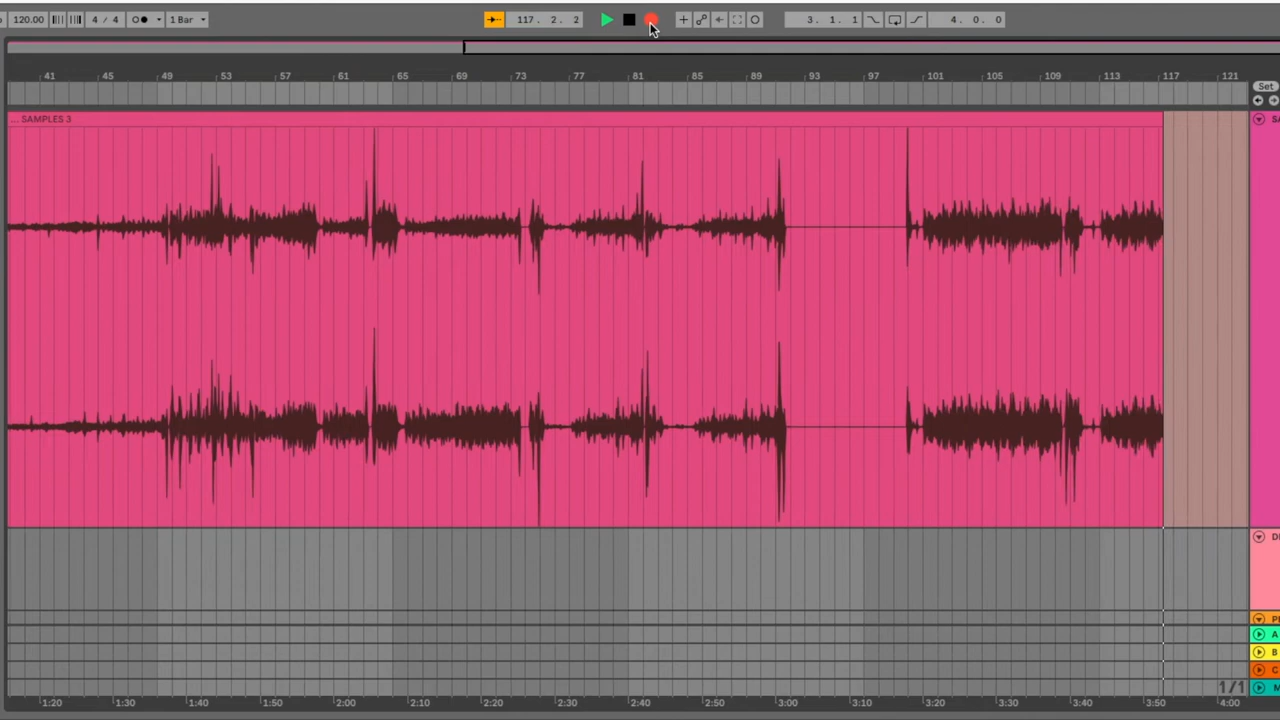 120.00 4 / 4 1 Bar 117. 2. 2 3. 1. 1 4. 0. 0
41 45 49 53 57 61 65 69 73 77 81 85 89 93 97 101 105 109 113 117 121
Set
... SAMPLES 3
SA
DI
A
B
C
M
1/1
1:20 1:30 1:40 1:50 2:00 2:10 2:20 2:30 2:40 2:50 3:00 3:10 3:20 3:30 3:40 3:50 4:00